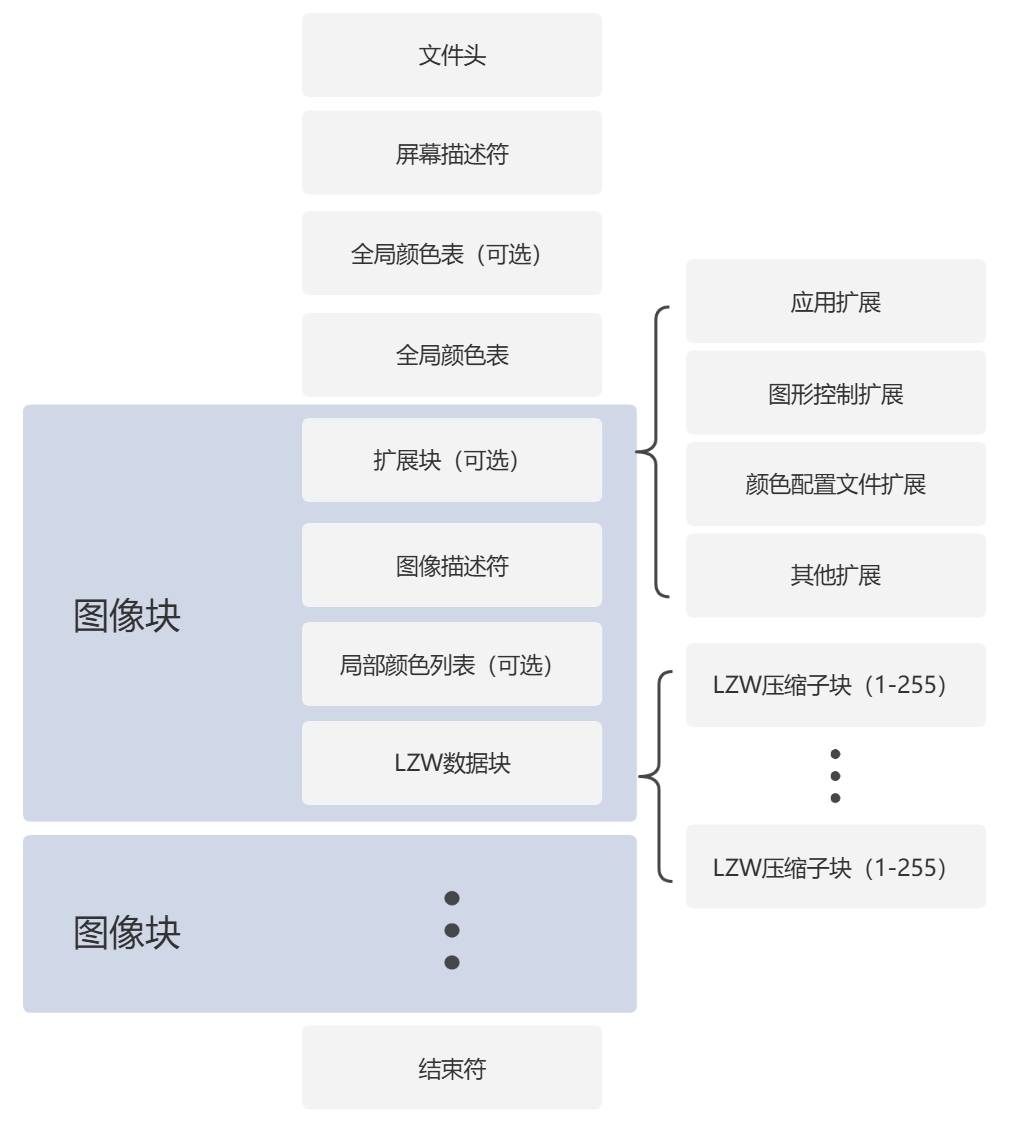 文件头
屏幕描述符
全局颜色表（可选）
全局颜色表
图像块
扩展块（可选）
图像描述符
局部颜色列表（可选）
LZW数据块
应用扩展
图形控制扩展
颜色配置文件扩展
其他扩展
LZW压缩子块（1-255）
LZW压缩子块（1-255）
图像块
结束符